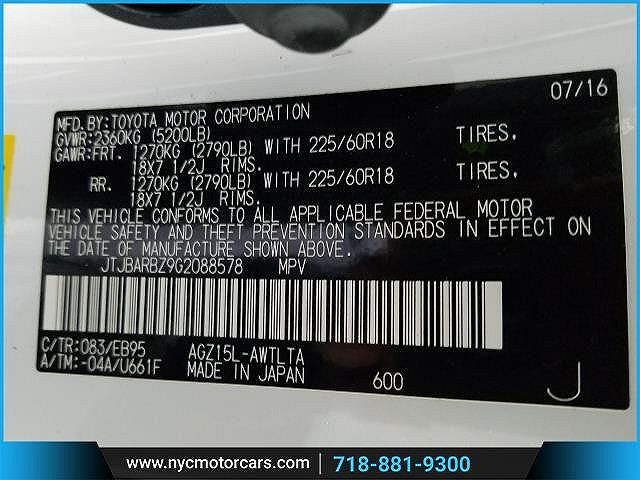 07/16
MFD.BY:TOYOTA MOTOR CORPORATION
GVWR:2360KG (5200LB)
GAWR:FRT. 1270KG (2790LB) WITH 225/60R18 TIRES.
18X7 1/2J RIMS.
RR. 1270KG (2790LB) WITH 225/60R18 TIRES.
18X7 1/2J RIMS.
THIS VEHICLE CONFORMS TO ALL APPLICABLE FEDERAL MOTOR
VEHICLE SAFETY AND THEFT PREVENTION STANDARDS IN EFFECT ON
THE DATE OF MANUFACTURE SHOWN ABOVE.
JTJBARBZ9G2088578 MPV
C/TR:083/EB95 AGZ15L-AWTLTA
A/TM:-04A/U661F MADE IN JAPAN 600 J
www.nycmotorcars.com 718-881-9300